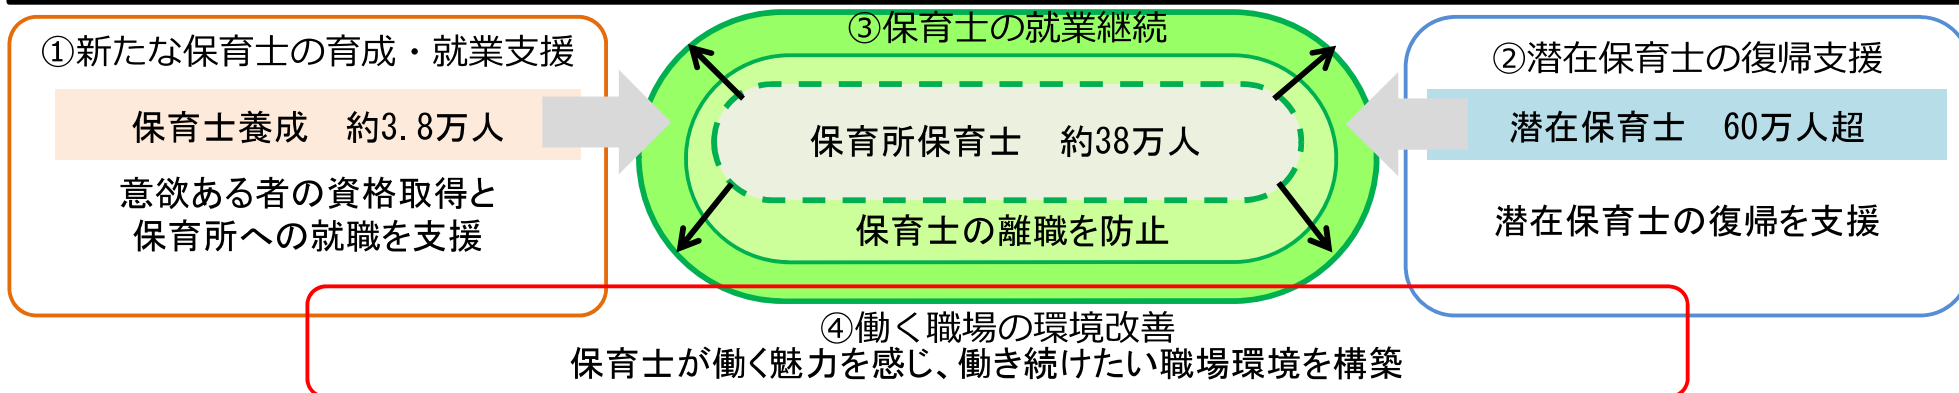 ①新たな保育士の育成・就業支援
保育士養成　約3.8万人
意欲ある者の資格取得と
保育所への就職を支援
③保育士の就業継続
保育所保育士　約38万人
保育士の離職を防止
②潜在保育士の復帰支援
潜在保育士　60万人超
潜在保育士の復帰を支援
④働く職場の環境改善
保育士が働く魅力を感じ、働き続けたい職場環境を構築